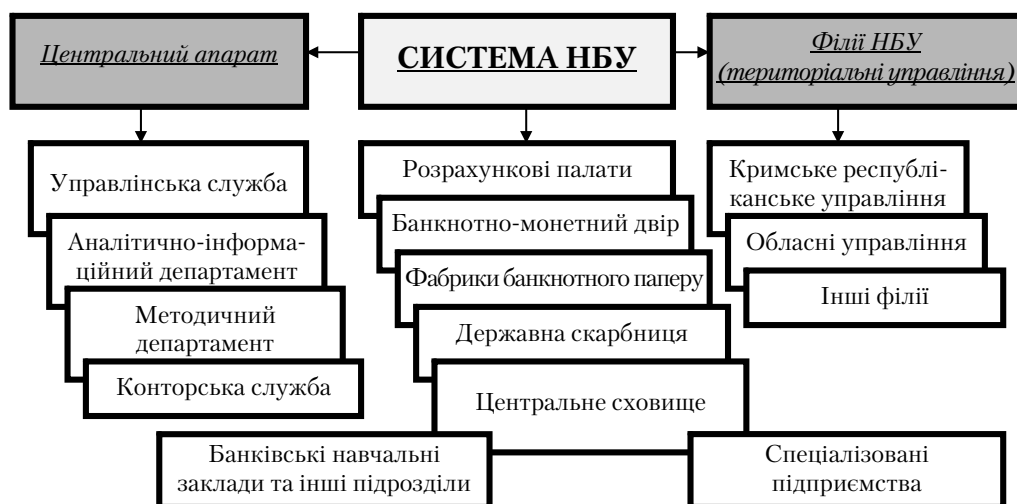 Центральний апарат
СИСТЕМА НБУ
Філії НБУ
(територіальні управління)
Управлінська служба
Аналітично-інформа-
ційний департамент
Методичний
департамент
Конторська служба
Розрахункові палати
Банкнотно-монетний двір
Фабрики банкнотного паперу
Державна скарбниця
Центральне сховище
Кримське республі-
канське управління
Обласні управління
Інші філії
Банківські навчальні
заклади та інші підрозділи
Спеціалізовані
підприємства